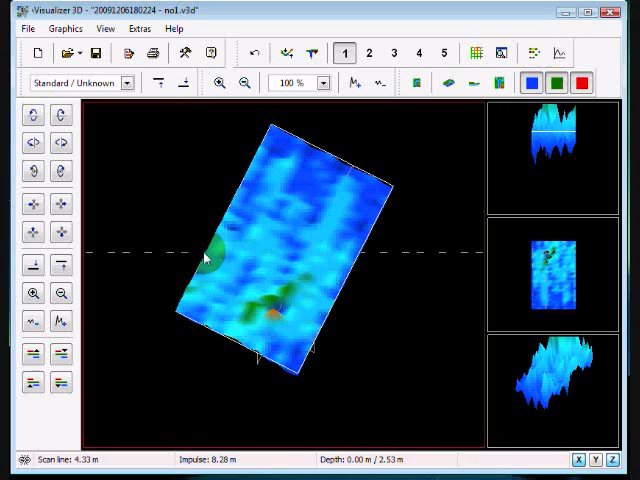 Visualizer 3D - "20091206180224 - no1.v3d"
File Graphics View Extras Help
1 2 3 4 5
Standard / Unknown 100 %
Scan line: 4.33 m Impulse: 8.28 m Depth: 0.00 m / 2.53 m X Y Z